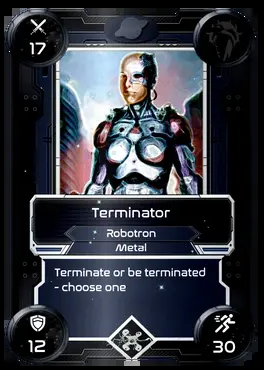 17
Terminator
Robotron
Metal
Terminate or be terminated
- choose one
12
30